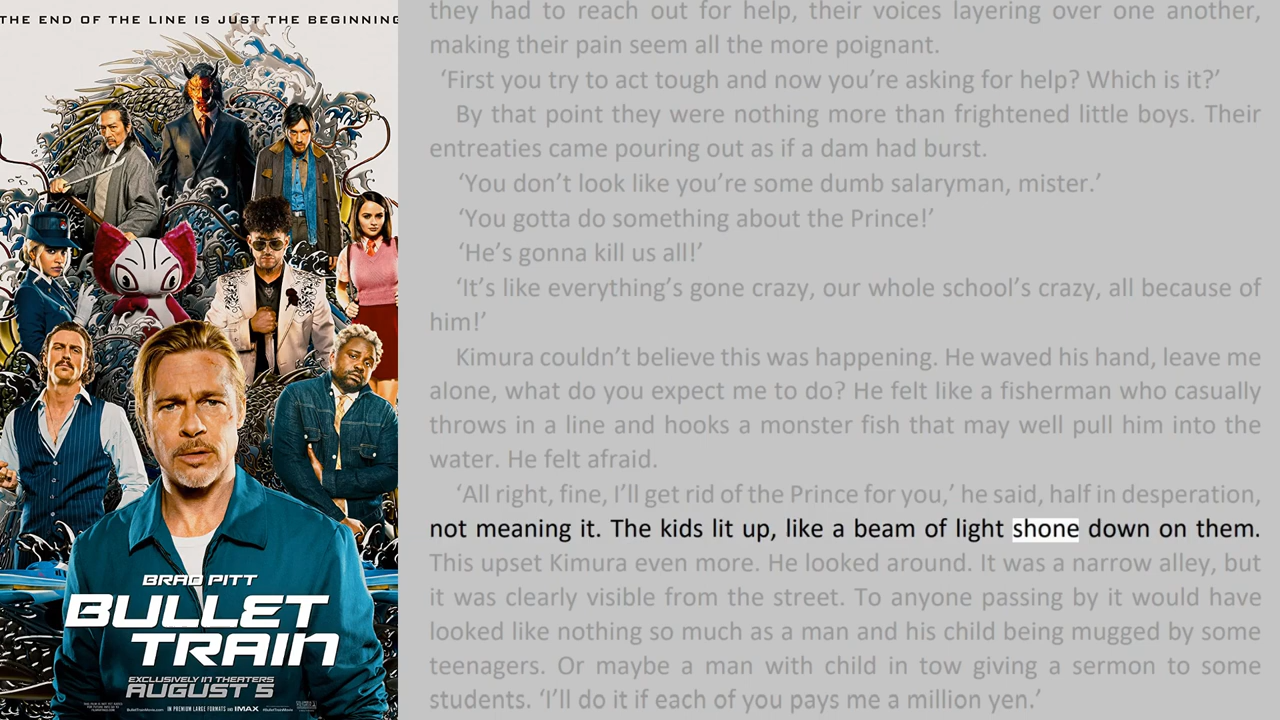 THE END OF THE LINE IS JUST THE BEGINNING
BRAD PITT
BULLET
TRAIN
EXCLUSIVELY IN THEATERS
AUGUST 5
BulletTrainMovie.com
IN PREMIUM LARGE FORMATS AND IMAX
#BulletTrainMovie
they had to reach out for help, their voices layering over one another,
making their pain seem all the more poignant.
‘First you try to act tough and now you’re asking for help? Which is it?’
By that point they were nothing more than frightened little boys. Their
entreaties came pouring out as if a dam had burst.
‘You don’t look like you’re some dumb saaryman, mister.’
‘You gotta do something about the Prince!’
‘He’s gonna kill us all!’
‘It’s like everything’s gone crazy, our whole school’s crazy, all because of
him!’
Kimura couldn’t believe this was happening. He waved his hand, leave me
alone, what do you expect me to do? He felt like a fisherman who casually
throws in a line and hooks a monster fish that may well pull him into the
water. He felt afraid.
‘All right, fine, I’ll get rid of the Prince for you,’ he said, half in desperation,
not meaning it. The kids lit up, like a beam of light shone down on them.
This upset Kimura even more. He looked around. It was a narrow alley, but
it was clearly visible from the street. To anyone passing by it would have
looked like nothing so much as a man and his child being mugged by some
teenagers. Or maybe a man with child in tow giving a sermon to some
students. ‘I’ll do it if each of you gives me a million yen.’